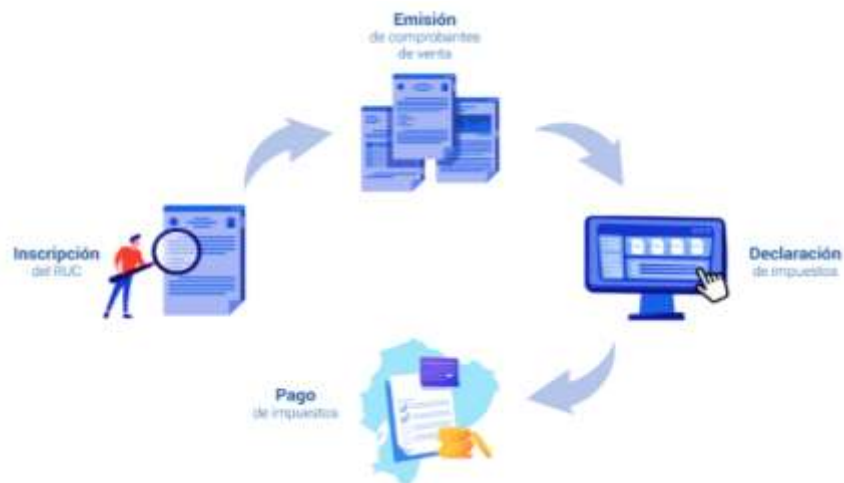 Emisión
de comprobantes
de venta
Inscripción
del RUC
Declaración
de impuestos
Pago
de impuestos